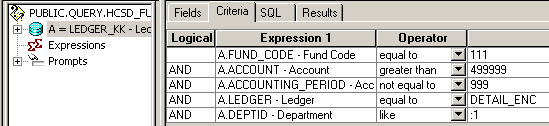 PUBLIC.QUERY.HCSD_FU
A = LEDGER_KK - Led
Expressions
Prompts
Fields Criteria SQL Results
Logical Expression 1 Operator
A.FUND_CODE - Fund Code equal to 111
AND A.ACCOUNT - Account greater than 499999
AND A.ACCOUNTING_PERIOD - Acc not equal to 999
AND A.LEDGER - Ledger equal to DETAIL_ENC
AND A.DEPTID - Department like :1